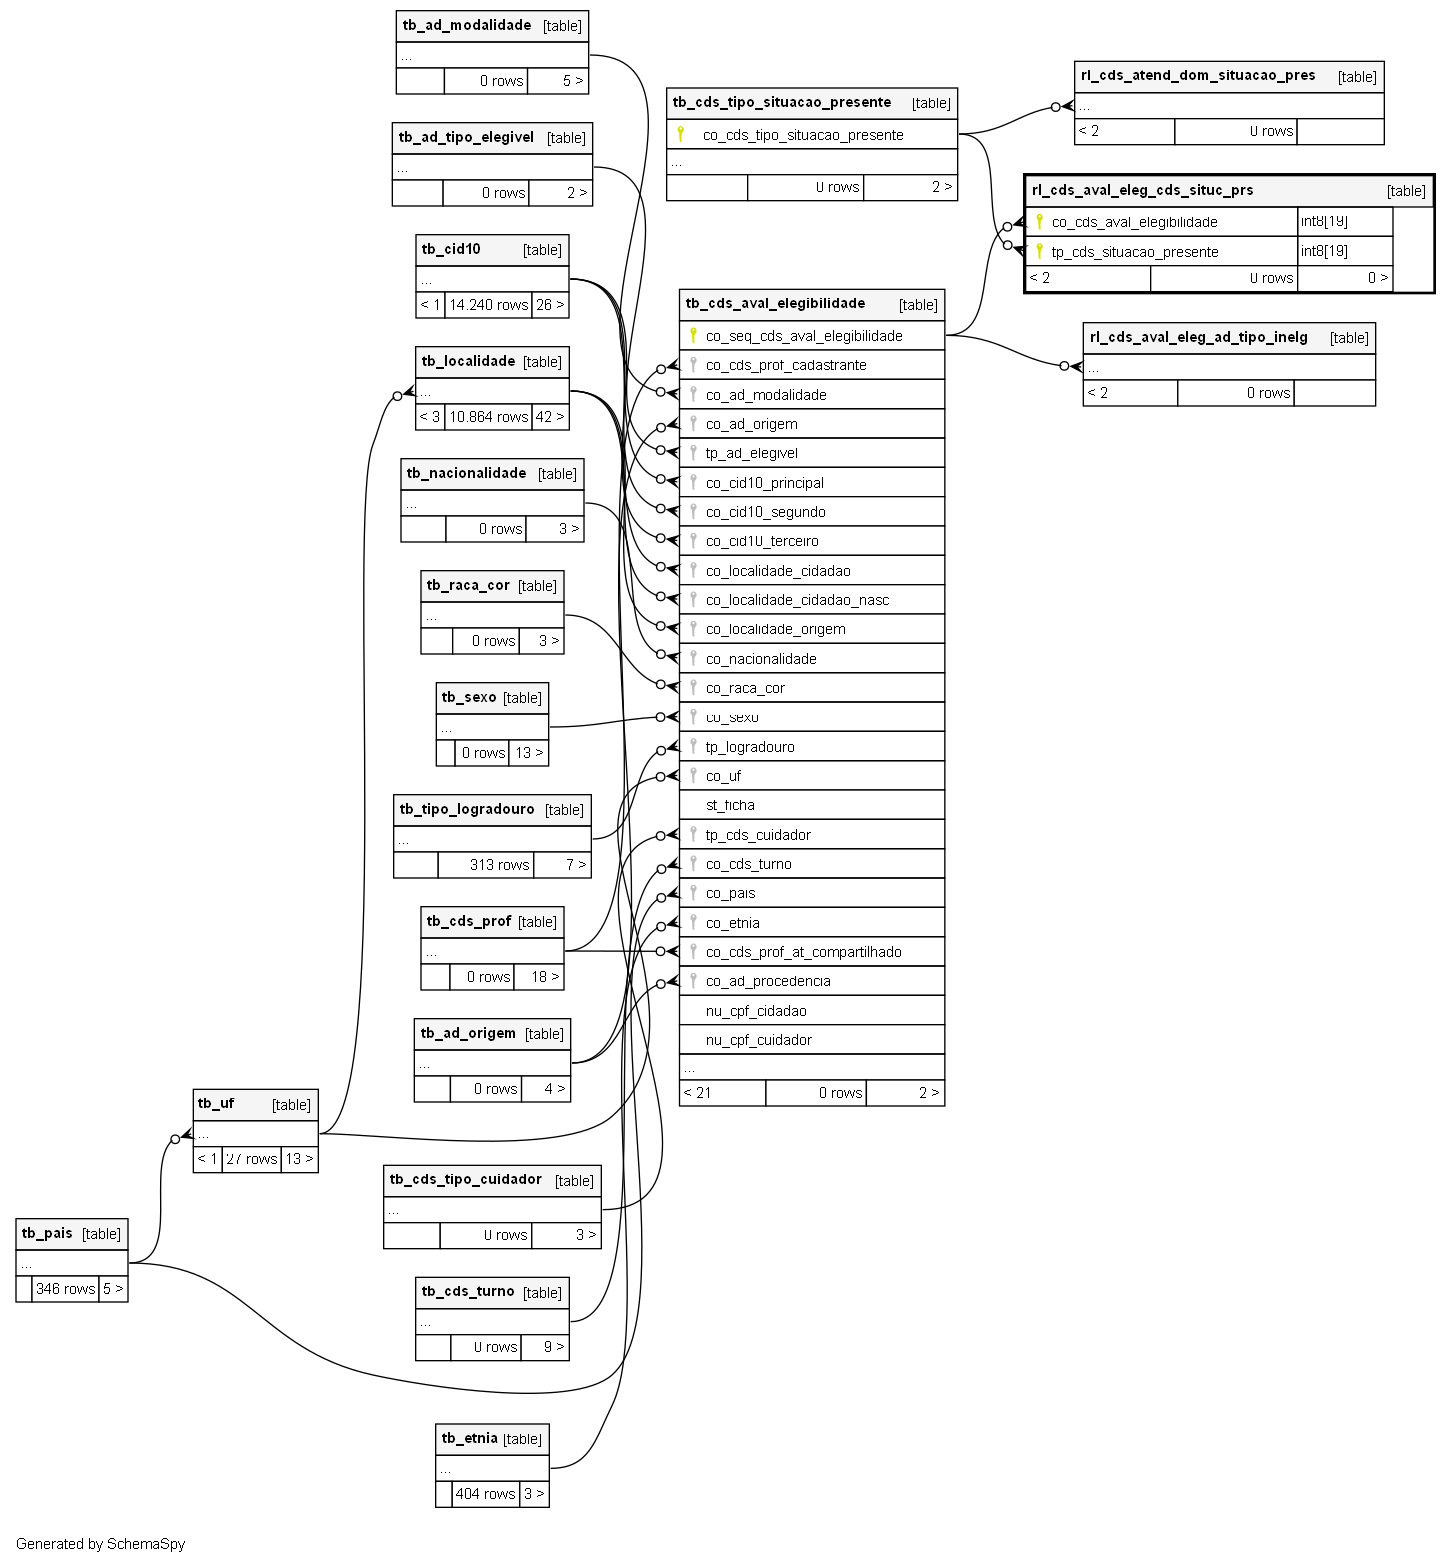 tb_ad_modalidade [table]
...
0 rows 5 >
tb_ad_tipo_elegivel [table]
...
0 rows 2 >
tb_cid10 [table]
...
< 1 14.240 rows 26 >
tb_localidade [table]
...
< 3 10.864 rows 42 >
tb_nacionalidade [table]
...
0 rows 3 >
tb_raca_cor [table]
...
0 rows 3 >
tb_sexo [table]
...
0 rows 13 >
tb_tipo_logradouro [table]
...
313 rows 7 >
tb_cds_prof [table]
...
0 rows 18 >
tb_ad_origem [table]
...
0 rows 4 >
tb_uf [table]
...
< 1 27 rows 13 >
tb_cds_tipo_cuidador [table]
...
0 rows 3 >
tb_pais [table]
...
346 rows 5 >
tb_cds_turno [table]
...
0 rows 9 >
tb_etnia [table]
...
404 rows 3 >
tb_cds_tipo_situacao_presente [table]
co_cds_tipo_situacao_presente
...
0 rows 2 >
tb_cds_aval_elegibilidade [table]
co_seq_cds_aval_elegibilidade
co_cds_prof_cadastrante
co_ad_modalidade
co_ad_origem
tp_ad_elegivel
co_cid10_principal
co_cid10_segundo
co_cid10_terceiro
co_localidade_cidadao
co_localidade_cidadao_nasc
co_localidade_origem
co_nacionalidade
co_raca_cor
co_sexo
tp_logradouro
co_uf
st_ficha
tp_cds_cuidador
co_cds_turno
co_pais
co_etnia
co_cds_prof_at_compartilhado
co_ad_procedencia
nu_cpf_cidadao
nu_cpf_cuidador
...
< 21 0 rows 2 >
rl_cds_atend_dom_situacao_pres [table]
...
< 2 0 rows
rl_cds_aval_eleg_cds_situc_prs [table]
co_cds_aval_elegibilidade int8[19]
tp_cds_situacao_presente int8[19]
< 2 0 rows 0 >
rl_cds_aval_eleg_ad_tipo_inelg [table]
...
< 2 0 rows
Generated by SchemaSpy